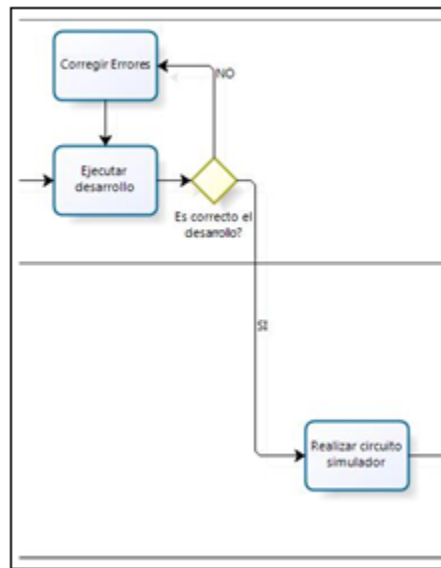 Corregir Errores
NO
Ejecutar
desarrollo
Es correcto el
desarrollo?
SI
Realizar circuito
simulador